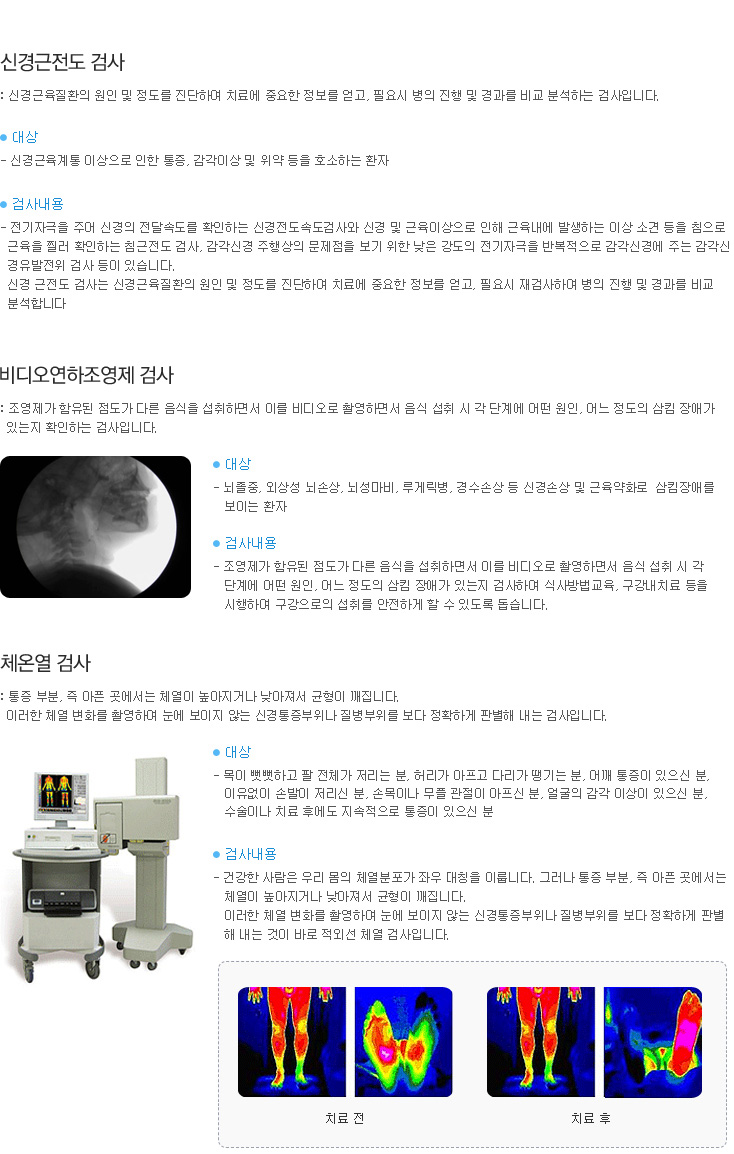 신경근전도 검사
: 신경근육질환의 원인 및 정도를 진단하여 치료에 중요한 정보를 얻고, 필요시 병의 진행 및 경과를 비교 분석하는 검사입니다.
● 대상
- 신경근육계통 이상으로 인한 통증, 감각이상 및 위약 등을 호소하는 환자
● 검사내용
- 전기자극을 주어 신경의 전달속도를 확인하는 신경전도속도검사와 신경 및 근육이상으로 인해 근육내에 발생하는 이상 소견 등을 침으로
근육을 찔러 확인하는 침근전도 검사, 감각신경 주행상의 문제점을 보기 위한 낮은 강도의 전기자극을 반복적으로 감각신경에 주는 감각신
경유발전위 검사 등이 있습니다.
신경 근전도 검사는 신경근육질환의 원인 및 정도를 진단하여 치료에 중요한 정보를 얻고, 필요시 재검사하여 병의 진행 및 경과를 비교
분석합니다
비디오연하조영제 검사
: 조영제가 함유된 점도가 다른 음식을 섭취하면서 이를 비디오로 촬영하면서 음식 섭취 시 각 단계에 어떤 원인, 어느 정도의 삼킴 장애가
있는지 확인하는 검사입니다.
● 대상
- 뇌졸중, 외상성 뇌손상, 뇌성마비, 루게릭병, 경수손상 등 신경손상 및 근육약화로 삼킴장애를
보이는 환자
● 검사내용
- 조영제가 함유된 점도가 다른 음식을 섭취하면서 이를 비디오로 촬영하면서 음식 섭취 시 각
단계에 어떤 원인, 어느 정도의 삼킴 장애가 있는지 검사하여 식사방법교육, 구강내치료 등을
시행하여 구강으로의 섭취를 안전하게 할 수 있도록 돕습니다.
체온열 검사
: 통증 부분, 즉 아픈 곳에서는 체열이 높아지거나 낮아져서 균형이 깨집니다.
이러한 체열 변화를 촬영하여 눈에 보이지 않는 신경통증부위나 질병부위를 보다 정확하게 판별해 내는 검사입니다.
● 대상
- 목이 뻣뻣하고 팔 전체가 저리는 분, 허리가 아프고 다리가 땡기는 분, 어깨 통증이 있으신 분,
이유없이 손발이 저리신 분, 손목이나 무릎 관절이 아프신 분, 얼굴의 감각 이상이 있으신 분,
수술이나 치료 후에도 지속적으로 통증이 있으신 분
● 검사내용
- 건강한 사람은 우리 몸의 체열분포가 좌우 대칭을 이룹니다. 그러나 통증 부분, 즉 아픈 곳에서는
체열이 높아지거나 낮아져서 균형이 깨집니다.
이러한 체열 변화를 촬영하여 눈에 보이지 않는 신경통증부위나 질병부위를 보다 정확하게 판별
해 내는 것이 바로 적외선 체열 검사입니다.
치료 전
치료 후